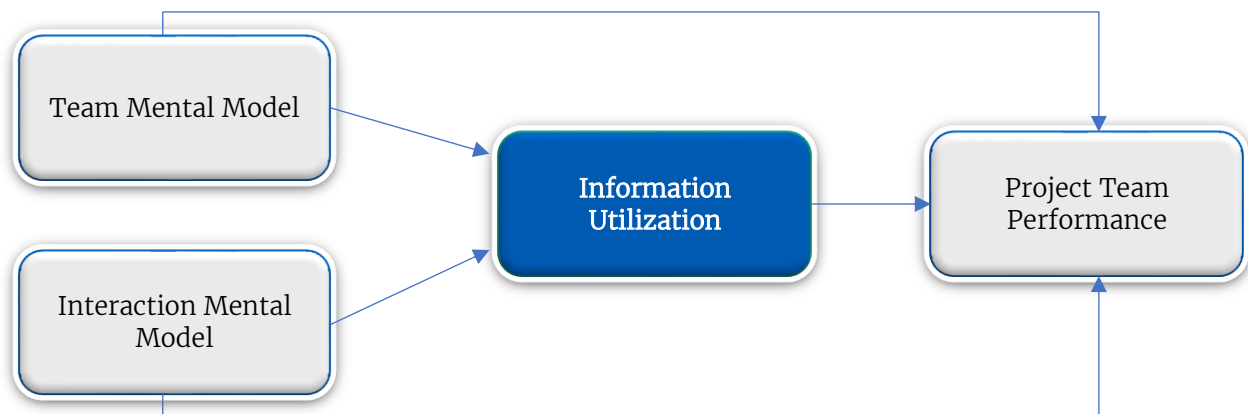 Team Mental Model
Information
Utilization
Project Team
Performance
Interaction Mental
Model